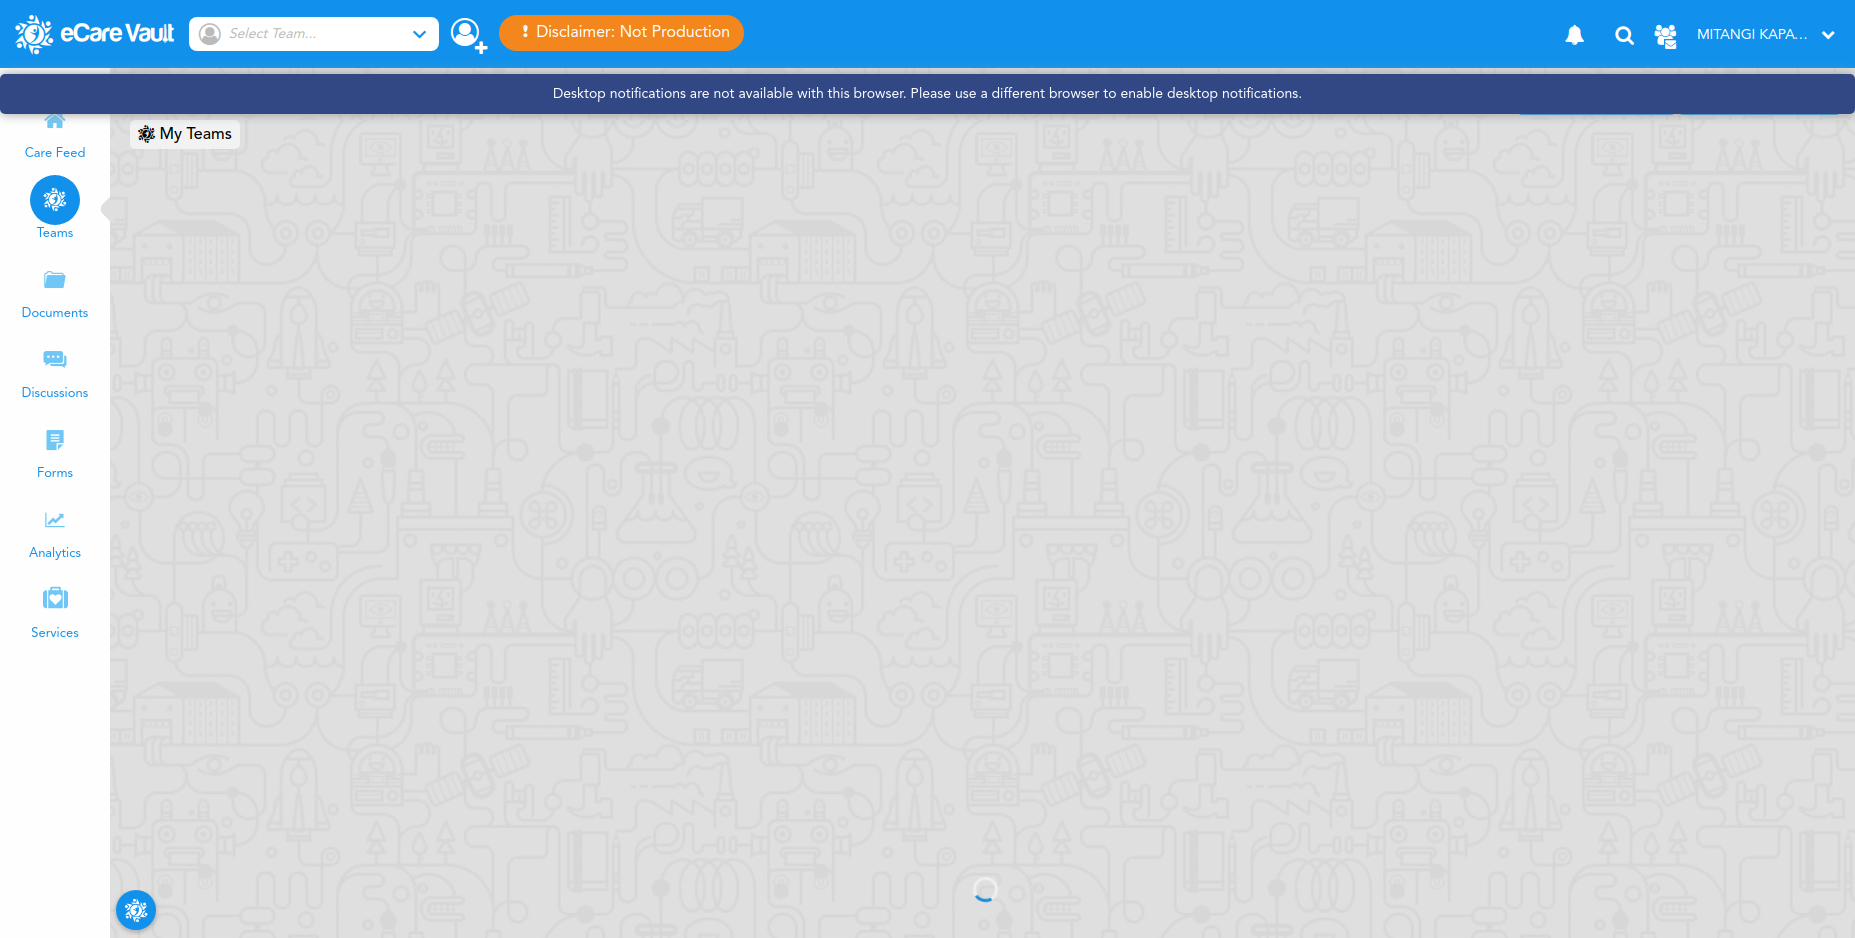 eCare Vault
Select Team...
! Disclaimer: Not Production
MITANGI KAPA...
Desktop notifications are not available with this browser. Please use a different browser to enable desktop notifications.
My Teams
Care Feed
Teams
Documents
Discussions
Forms
Analytics
Services